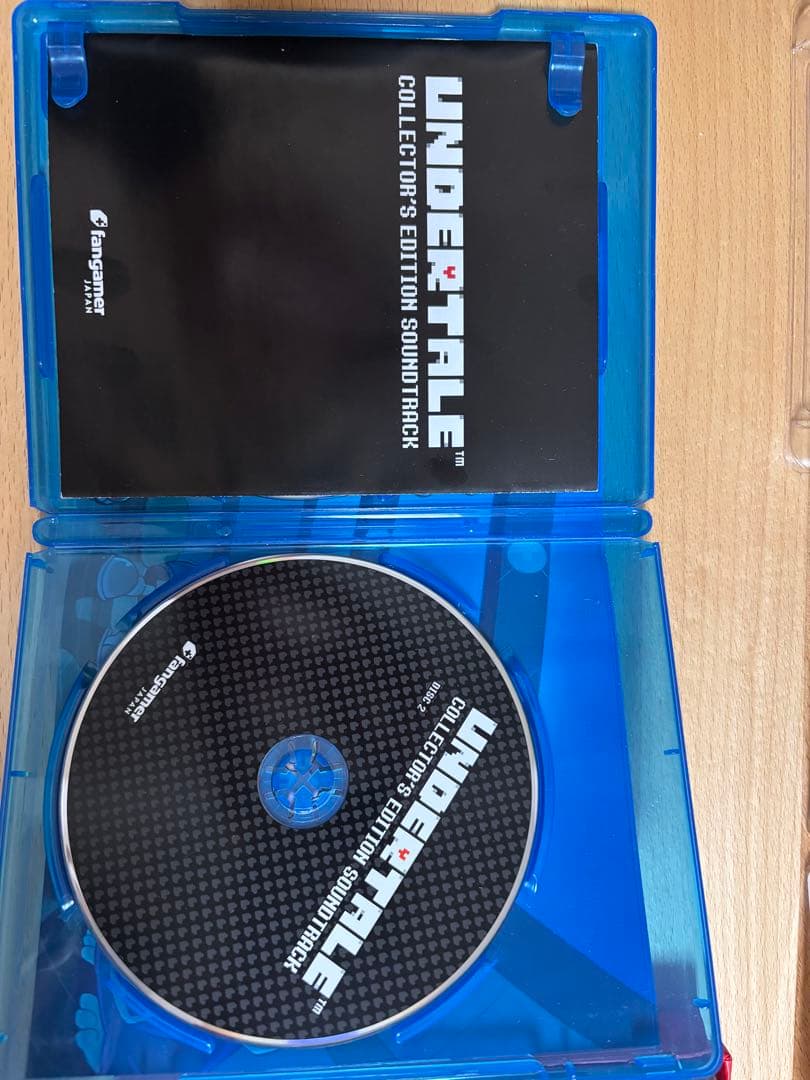 UNDERTALE™
COLLECTOR'S EDITION SOUNDTRACK
fangamer
JAPAN
UNDERTALE™
COLLECTOR'S EDITION SOUNDTRACK
DISC 2
fangamer
JAPAN